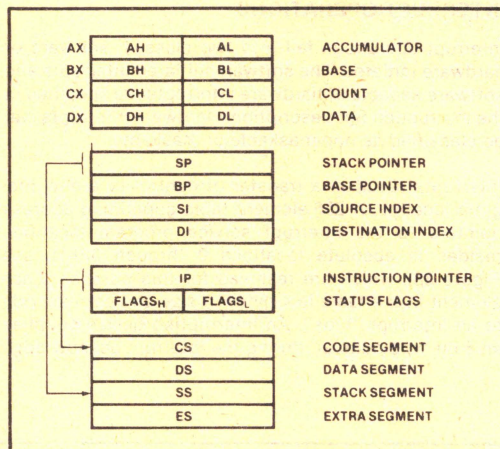 AX AH AL ACCUMULATOR
BX BH BL BASE
CX CH CL COUNT
DX DH DL DATA
SP STACK POINTER
BP BASE POINTER
SI SOURCE INDEX
DI DESTINATION INDEX
IP INSTRUCTION POINTER
FLAGSH FLAGSL STATUS FLAGS
CS CODE SEGMENT
DS DATA SEGMENT
SS STACK SEGMENT
ES EXTRA SEGMENT